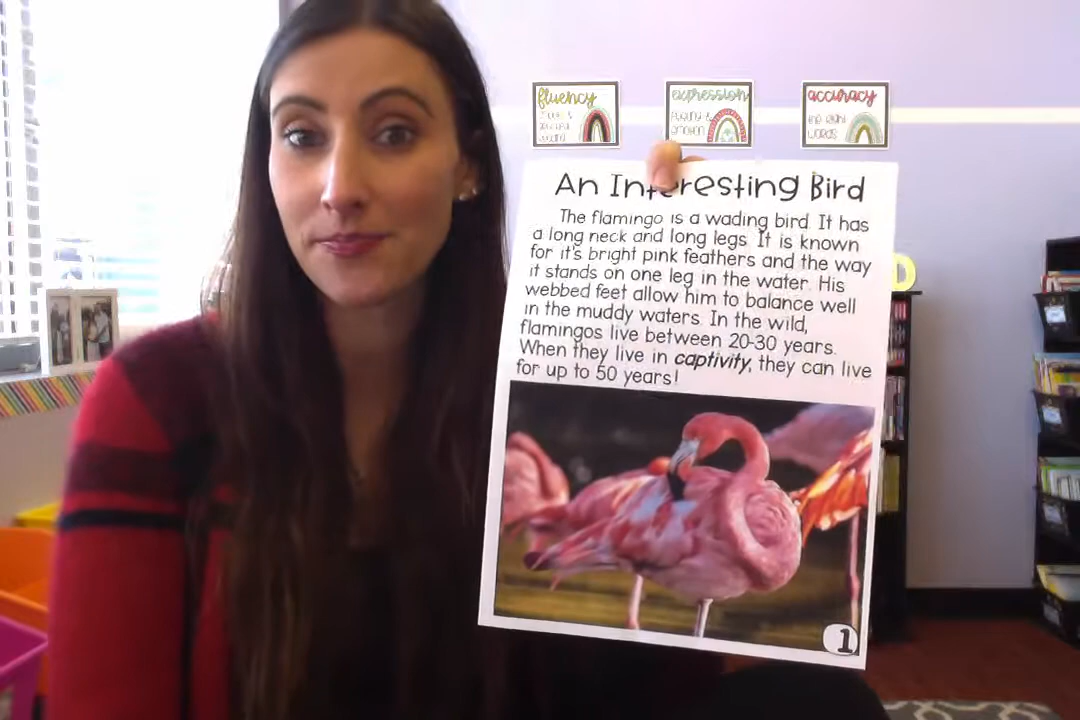 fluency
expression
accuracy
the right
words
An Interesting Bird
The flamingo is a wading bird. It has
a long neck and long legs. It is known
for it's bright pink feathers and the way
it stands on one leg in the water. His
webbed feet allow him to balance well
in the muddy waters. In the wild,
flamingos live between 20-30 years.
When they live in captivity, they can live
for up to 50 years!
1